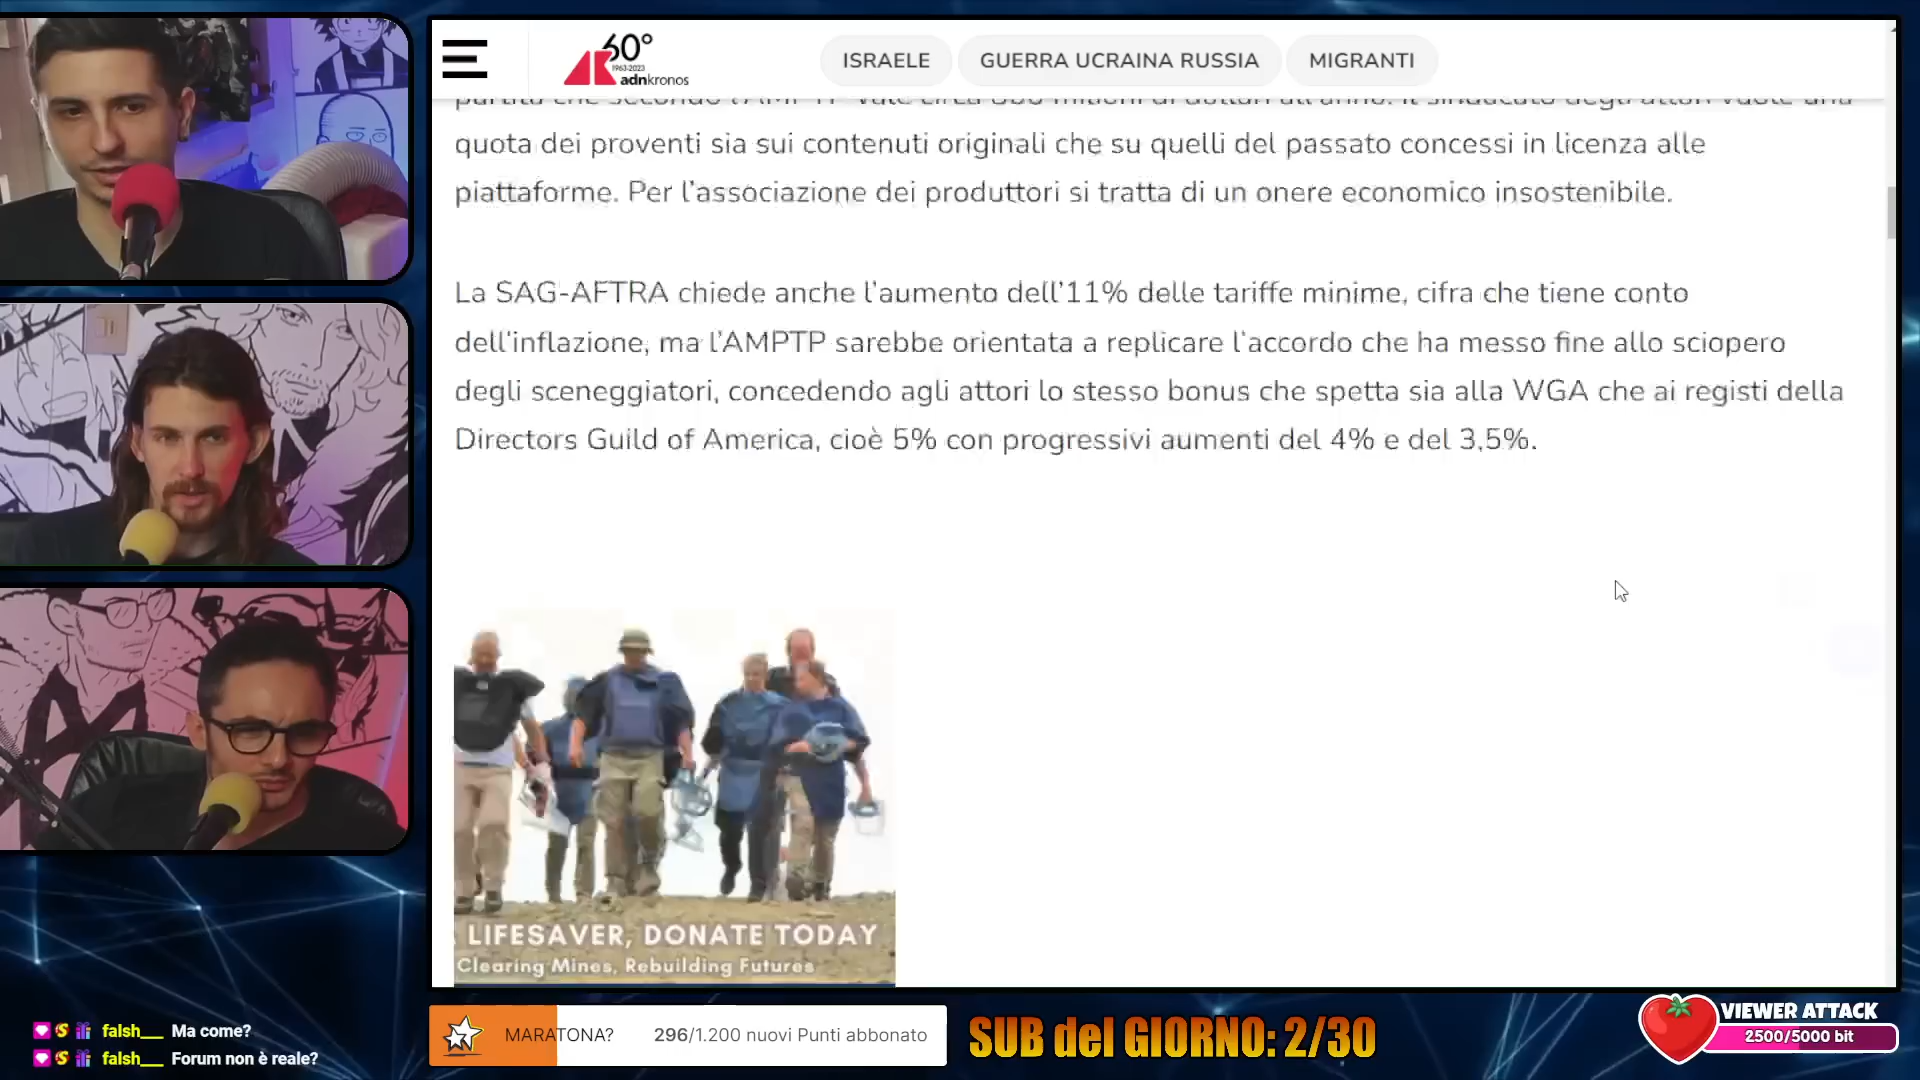 60°
1963-2023
adnkronos
ISRAELE
GUERRA UCRAINA RUSSIA
MIGRANTI
quota dei proventi sia sui contenuti originali che su quelli del passato concessi in licenza alle
piattaforme. Per l'associazione dei produttori si tratta di un onere economico insostenibile.
La SAG-AFTRA chiede anche l'aumento dell'11% delle tariffe minime, cifra che tiene conto
dell'inflazione, ma l'AMPTP sarebbe orientata a replicare l'accordo che ha messo fine allo sciopero
degli sceneggiatori, concedendo agli attori lo stesso bonus che spetta sia alla WGA che ai registi della
Directors Guild of America, cioè 5% con progressivi aumenti del 4% e del 3,5%.
LIFESAVER, DONATE TODAY
Clearing Mines, Rebuilding Futures
falsh__ Ma come?
falsh__ Forum non è reale?
MARATONA?
296/1.200 nuovi Punti abbonato
SUB del GIORNO: 2/30
VIEWER ATTACK
2500/5000 bit